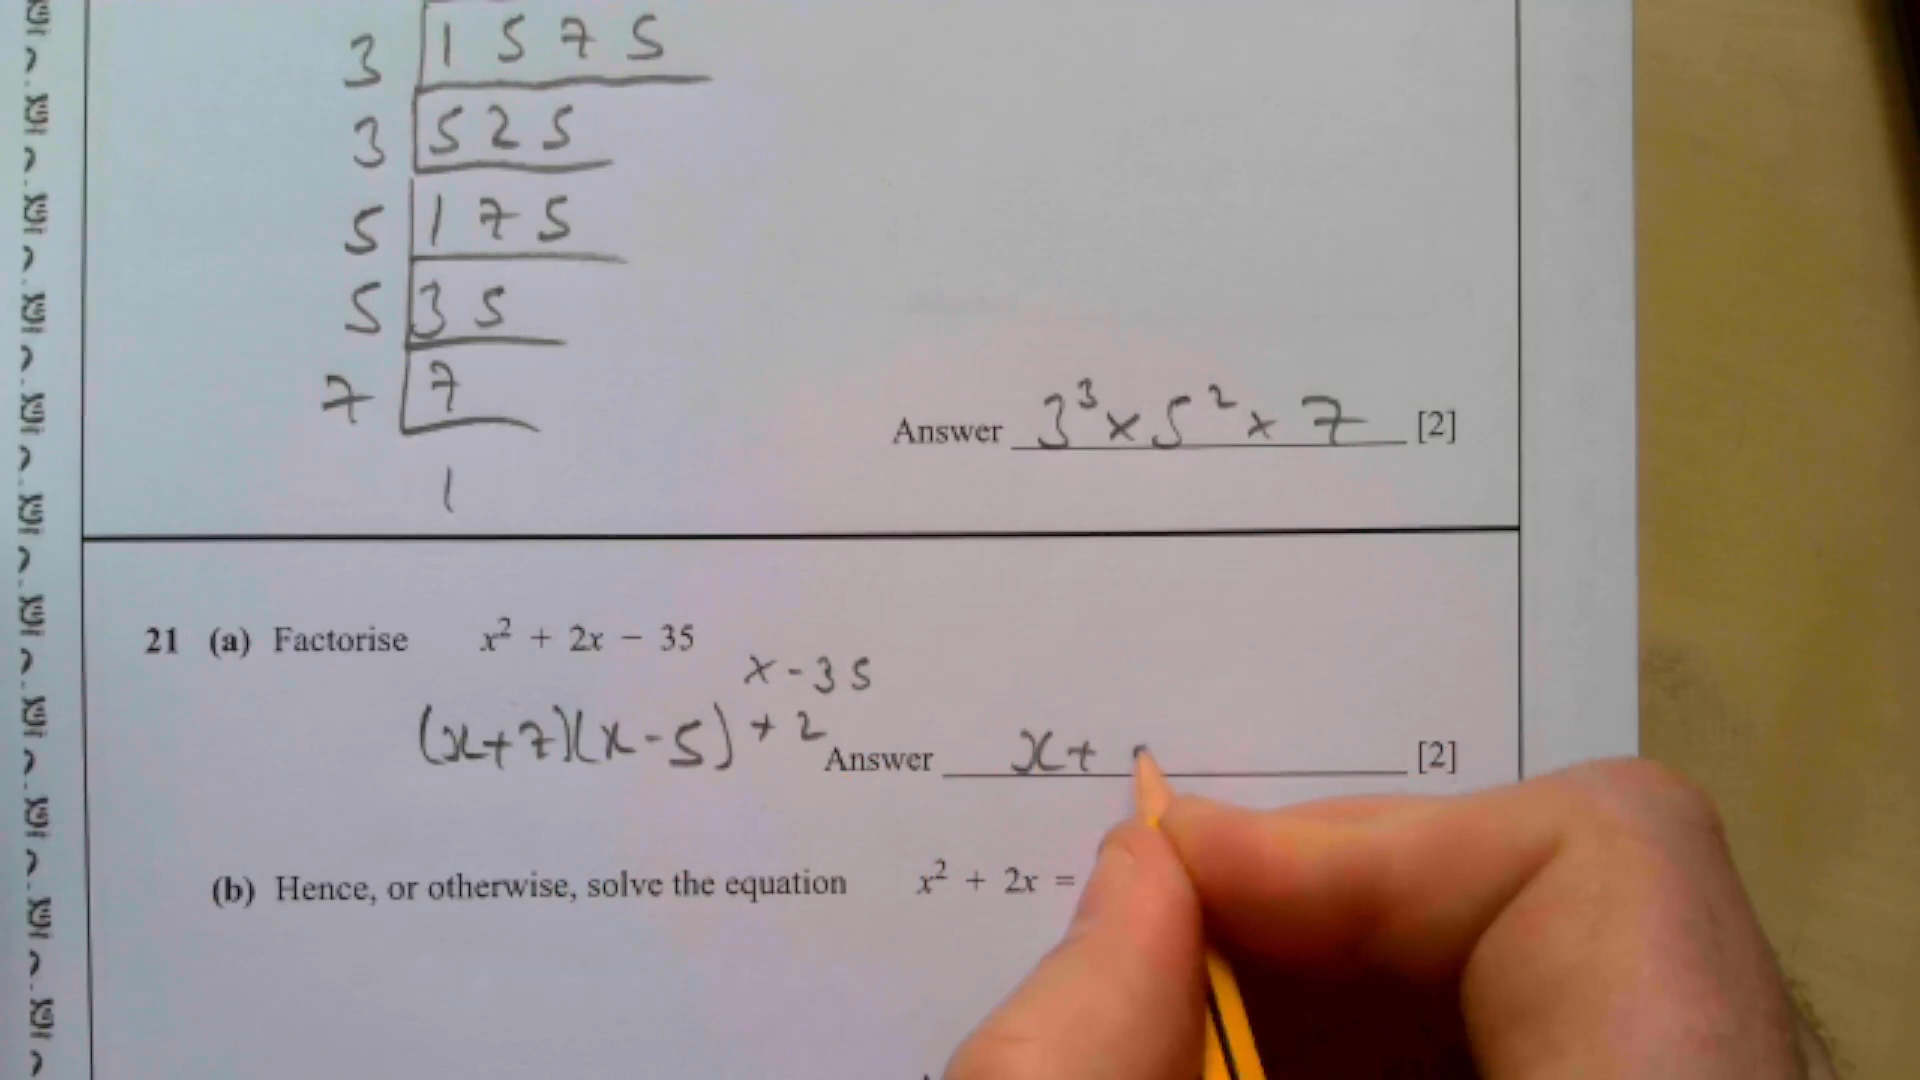 3 1575
3 525
5 175
5 35
7 7
1
Answer 3³×5²×7 [2]
21 (a) Factorise x² + 2x − 35
x -35
(x+7)(x-5) +2
Answer x+ [2]
(b) Hence, or otherwise, solve the equation x² + 2x =